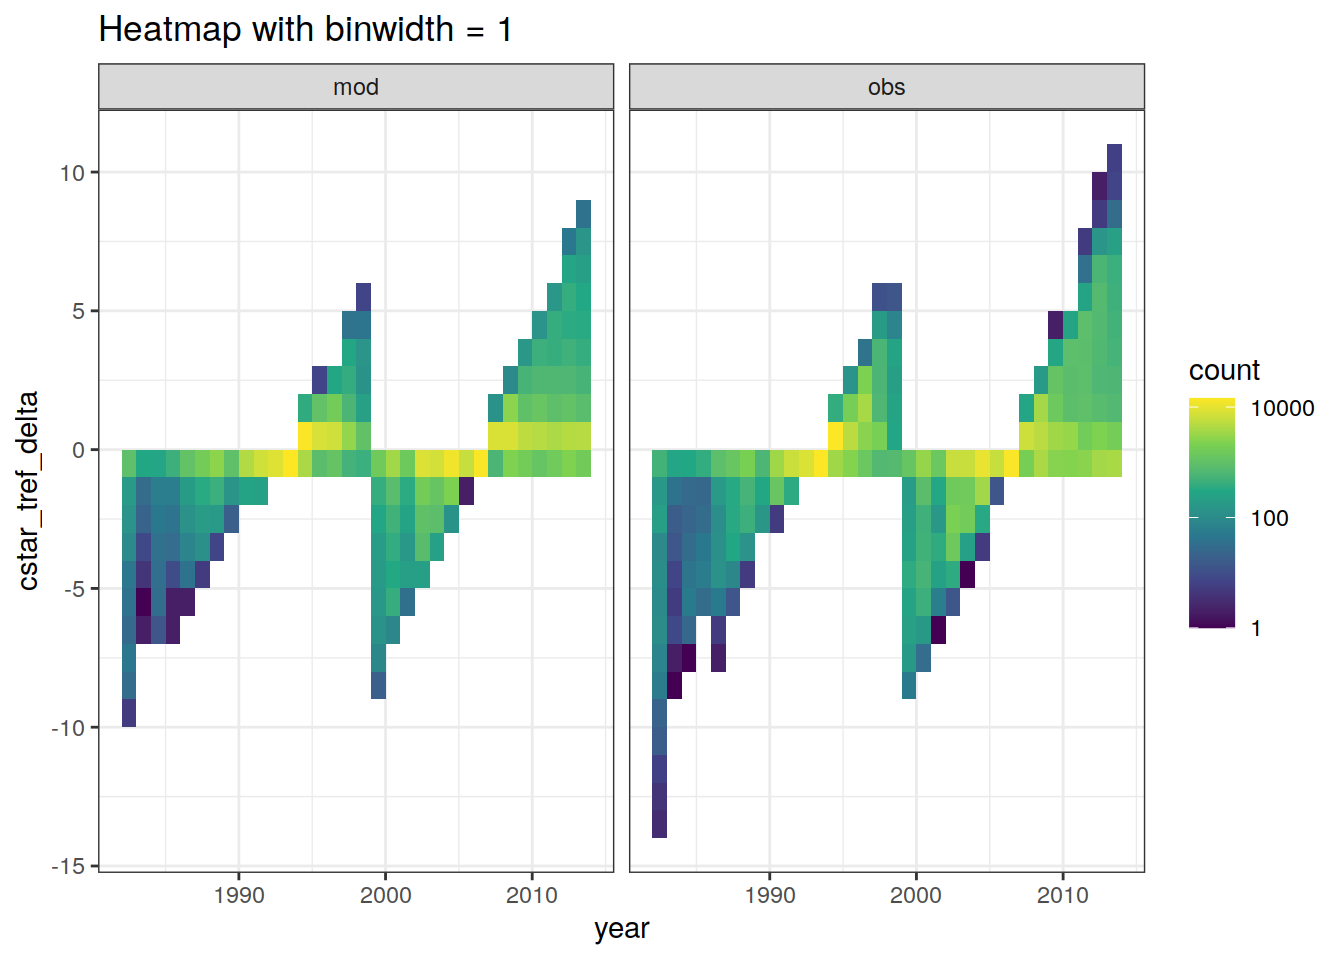 Heatmap with binwidth = 1
mod
obs
10
5
0
-5
-10
-15
cstar_tref_delta
1990
2000
2010
1990
2000
2010
year
count
10000
100
1